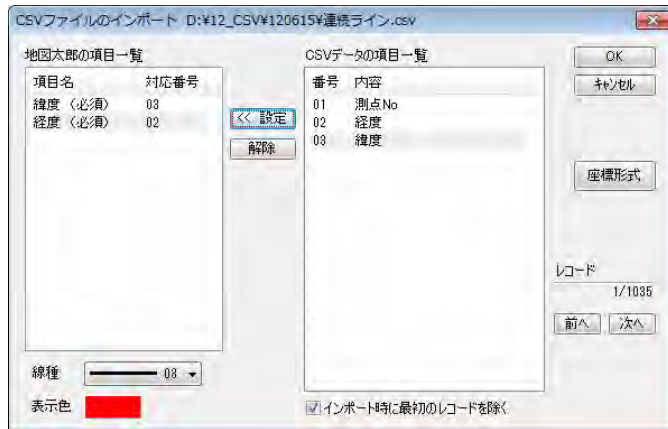 CSVファイルのインポート D:¥12_CSV¥120615¥連続ライン.csv
地図太郎の項目一覧
項目名 対応番号
緯度（必須） 03
経度（必須） 02
<< 設定
解除
CSVデータの項目一覧
番号 内容
01 測点No
02 経度
03 緯度
OK
キャンセル
座標形式
レコード
1/1035
前へ 次へ
線種 03
表示色
インポート時に最初のレコードを除く